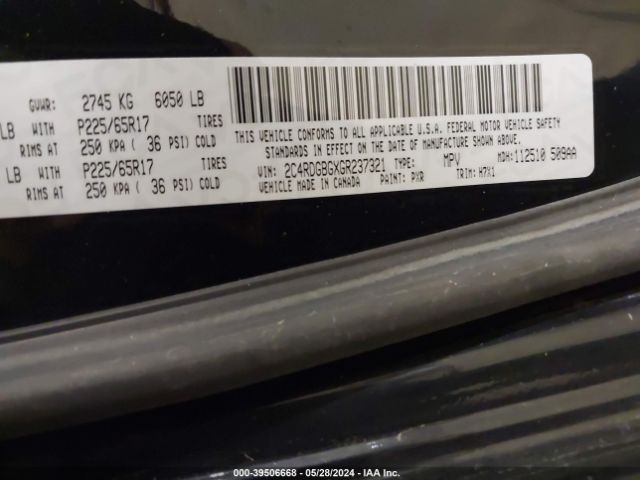 GVWR: 2745 KG 6050 LB
LB WITH P225/65R17 TIRES
RIMS AT 250 KPA ( 36 PSI) COLD
LB WITH P225/65R17 TIRES
RIMS AT 250 KPA ( 36 PSI) COLD
THIS VEHICLE CONFORMS TO ALL APPLICABLE U.S.A. FEDERAL MOTOR VEHICLE SAFETY
STANDARDS IN EFFECT ON THE DATE OF MANUFACTURE SHOWN ABOVE.
VIN: 2C4RDGBGXGR237321 TYPE: MPV MDH: 112510 509AA
VEHICLE MADE IN CANADA PAINT: PXR TRIM: H7X1
000-39506668 — 05/28/2024 — IAA Inc.